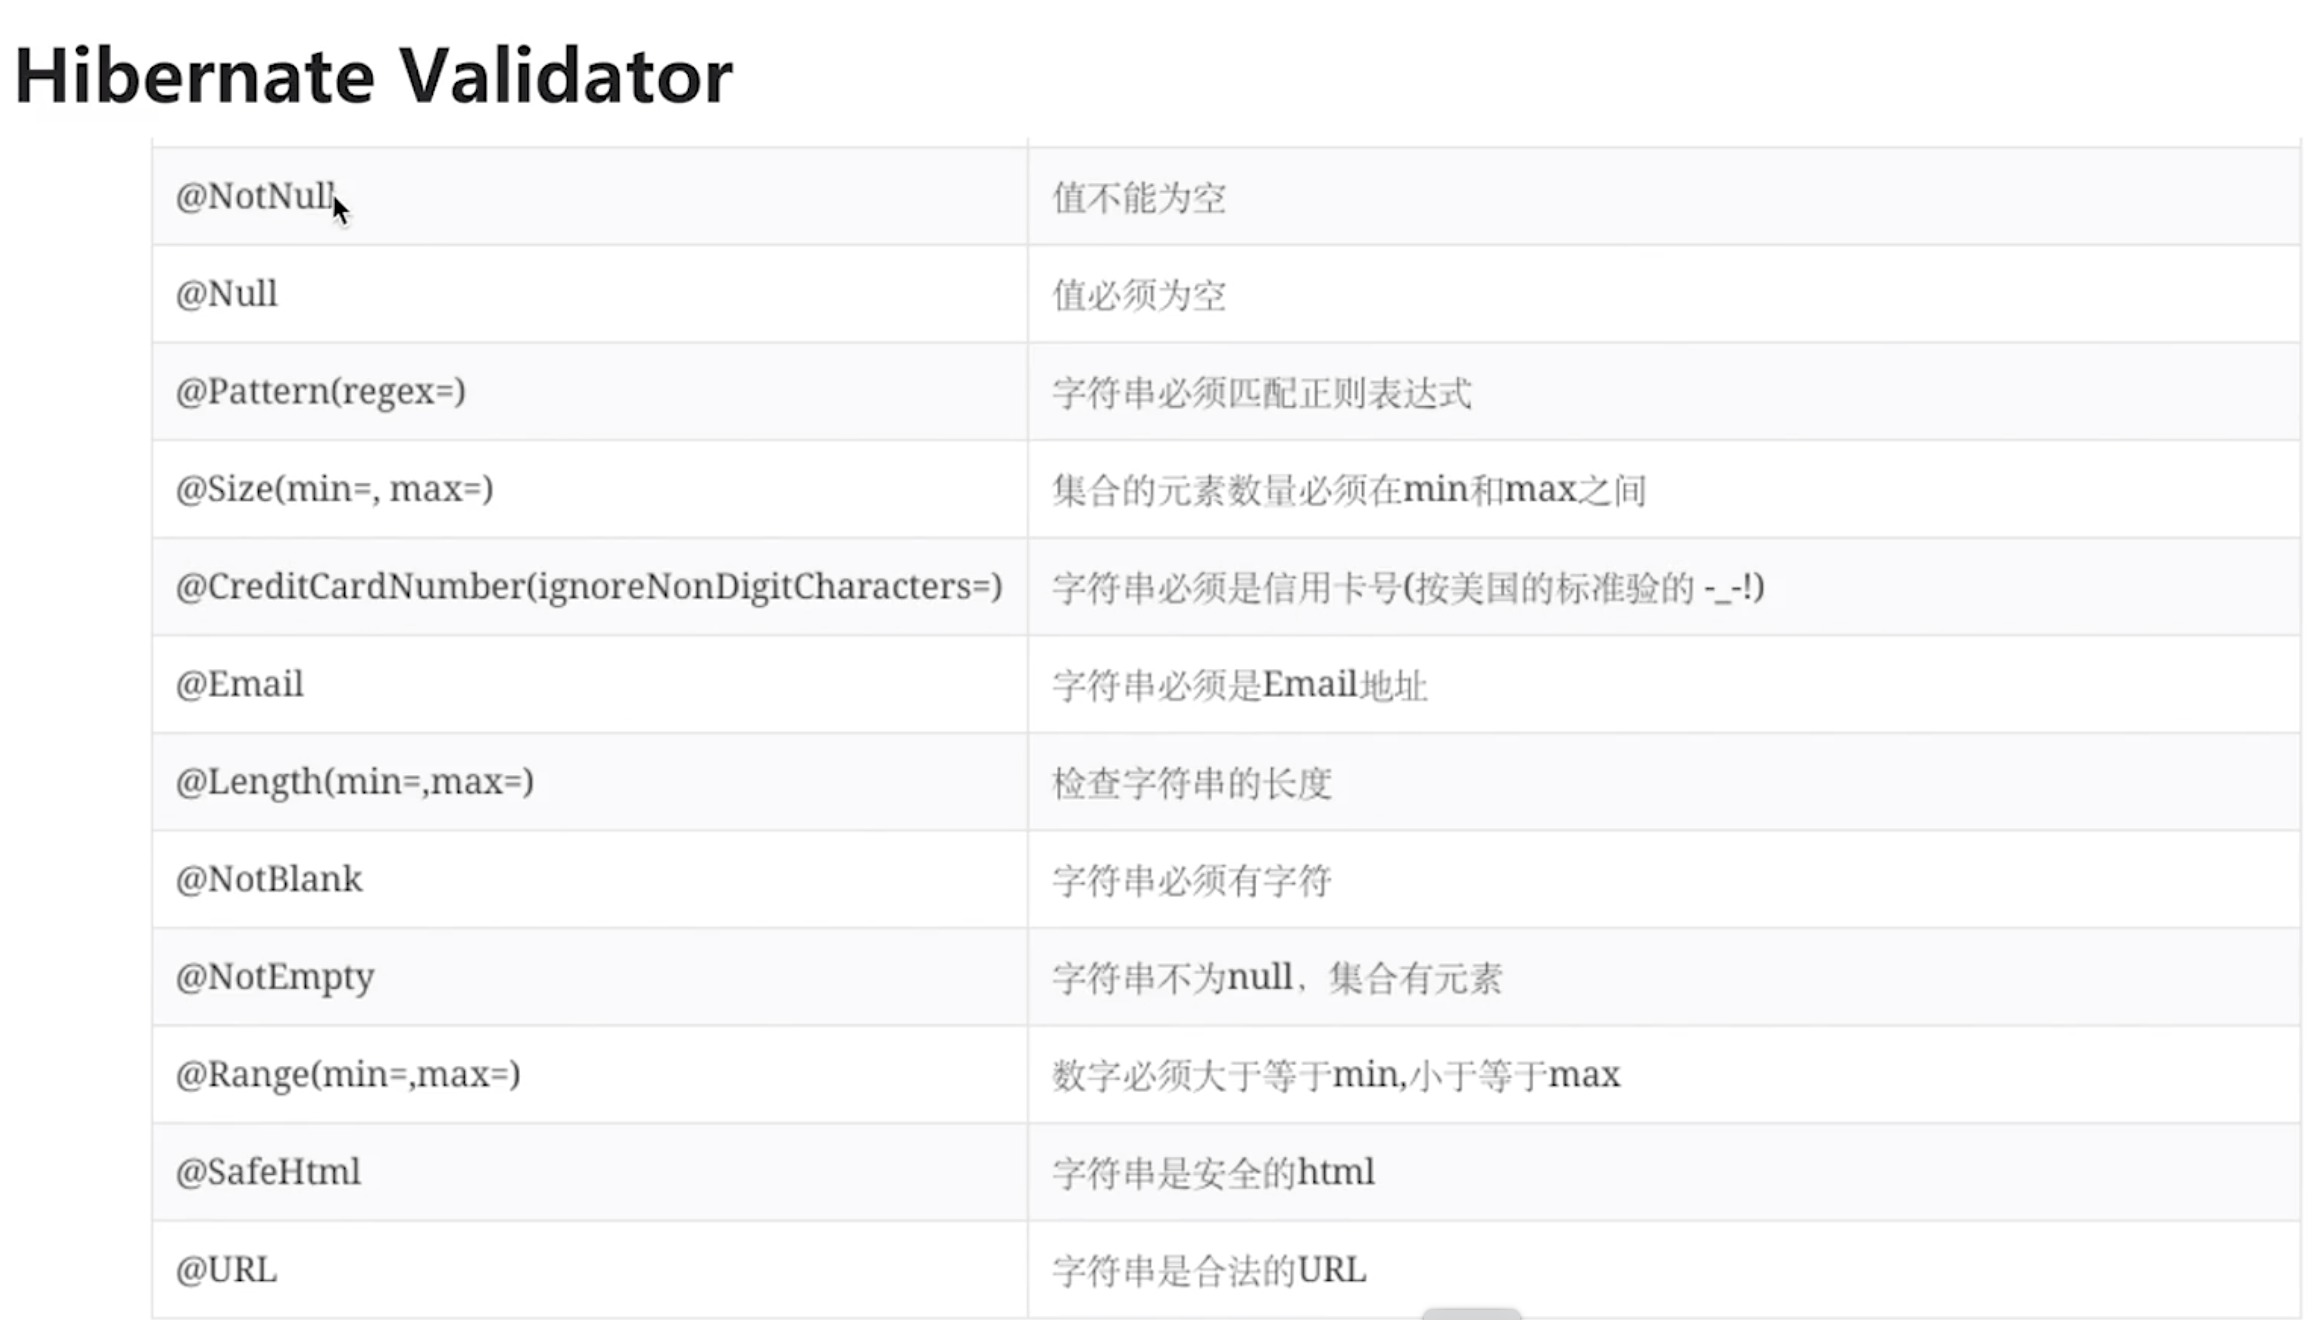 Hibernate Validator
@NotNull 值不能为空
@Null 值必须为空
@Pattern(regex=) 字符串必须匹配正则表达式
@Size(min=, max=) 集合的元素数量必须在min和max之间
@CreditCardNumber(ignoreNonDigitCharacters=) 字符串必须是信用卡号(按美国的标准验的 -_-!)
@Email 字符串必须是Email地址
@Length(min=,max=) 检查字符串的长度
@NotBlank 字符串必须有字符
@NotEmpty 字符串不为null，集合有元素
@Range(min=,max=) 数字必须大于等于min,小于等于max
@SafeHtml 字符串是安全的html
@URL 字符串是合法的URL